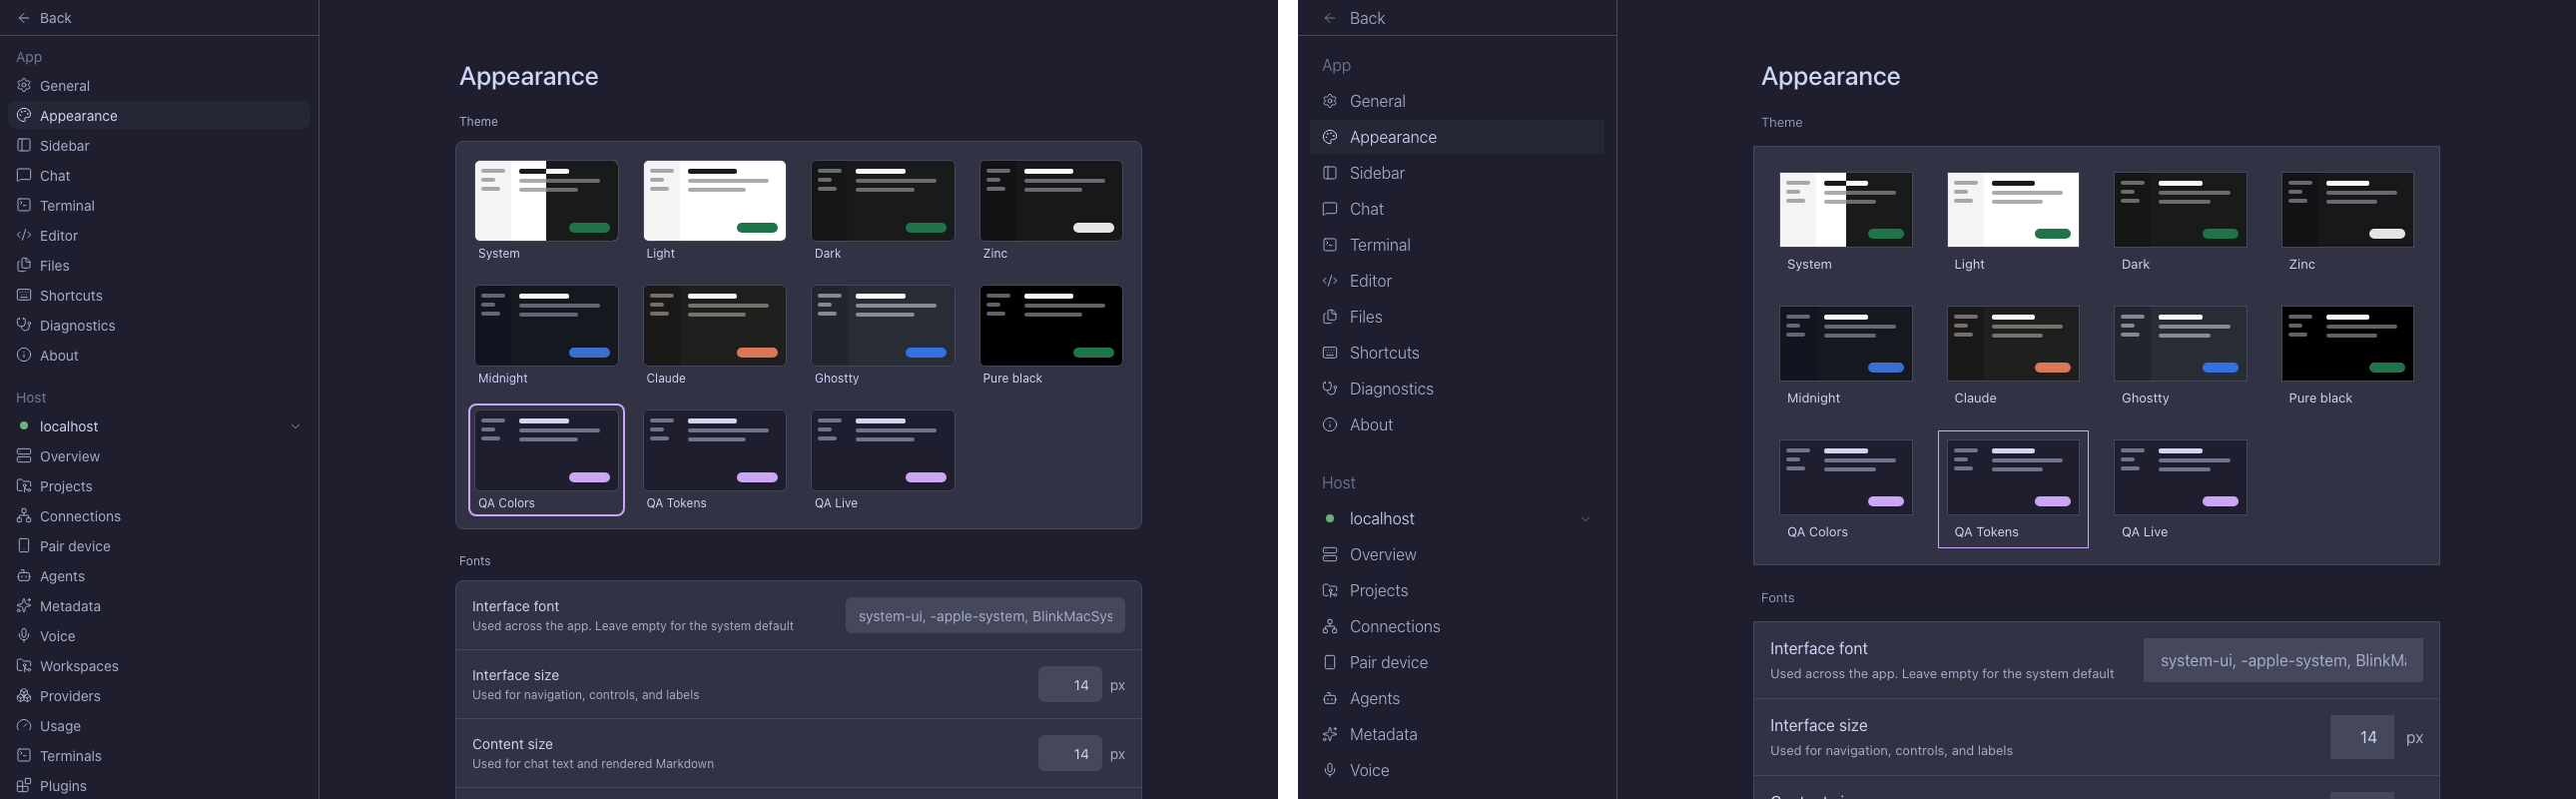 Back
App
General
Appearance
Sidebar
Chat
Terminal
Editor
Files
Shortcuts
Diagnostics
About
Host
localhost
Overview
Projects
Connections
Pair device
Agents
Metadata
Voice
Workspaces
Providers
Usage
Terminals
Plugins
Appearance
Theme
System
Light
Dark
Zinc
Midnight
Claude
Ghostty
Pure black
QA Colors
QA Tokens
QA Live
Fonts
Interface font
Used across the app. Leave empty for the system default
system-ui, -apple-system, BlinkMacSys
Interface size
Used for navigation, controls, and labels
14 px
Content size
Used for chat text and rendered Markdown
14 px
Back
App
General
Appearance
Sidebar
Chat
Terminal
Editor
Files
Shortcuts
Diagnostics
About
Host
localhost
Overview
Projects
Connections
Pair device
Agents
Metadata
Voice
Appearance
Theme
System
Light
Dark
Zinc
Midnight
Claude
Ghostty
Pure black
QA Colors
QA Tokens
QA Live
Fonts
Interface font
Used across the app. Leave empty for the system default
system-ui, -apple-system, BlinkMa
Interface size
Used for navigation, controls, and labels
14 px